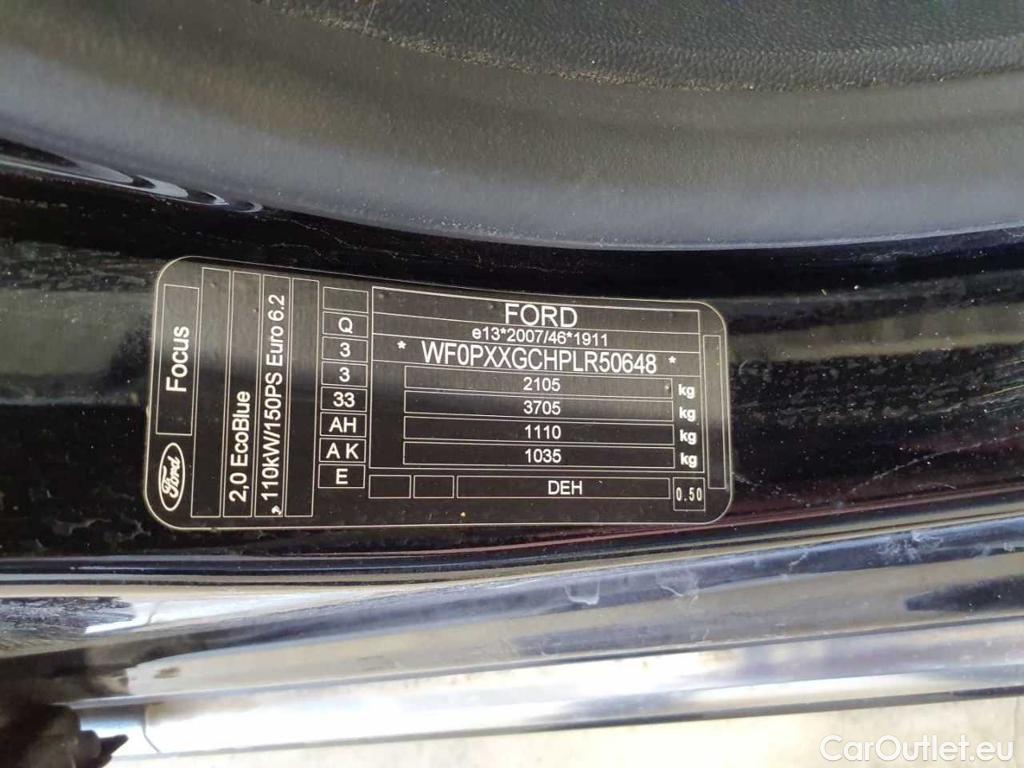 FORD
e13*2007/46*1911
* WF0PXXGCHPLR50648 *
2105 kg
3705 kg
1110 kg
1035 kg
DEH
0.50
Q
3
3
33
AH
A K
E
Focus
Ford
2,0 EcoBlue
» 110kW/150PS Euro 6.2
CarOutlet.eu